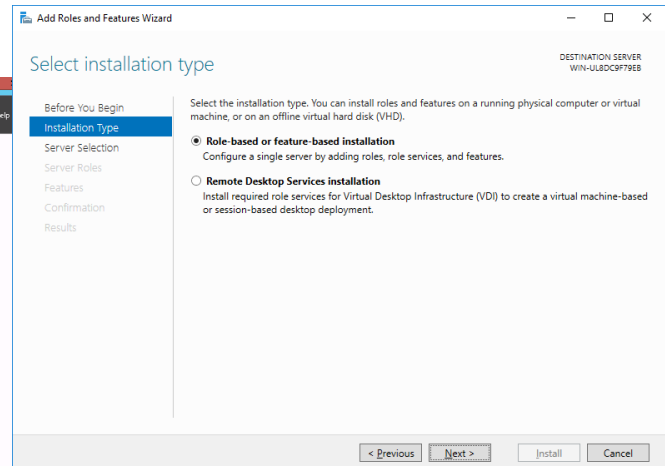 Add Roles and Features Wizard
Select installation type
DESTINATION SERVER
WIN-UL8DC9F79EB
elp
Before You Begin
Installation Type
Server Selection
Server Roles
Features
Confirmation
Results
Select the installation type. You can install roles and features on a running physical computer or virtual
machine, or on an offline virtual hard disk (VHD).
Role-based or feature-based installation
Configure a single server by adding roles, role services, and features.
Remote Desktop Services installation
Install required role services for Virtual Desktop Infrastructure (VDI) to create a virtual machine-based
or session-based desktop deployment.
< Previous
Next >
Install
Cancel